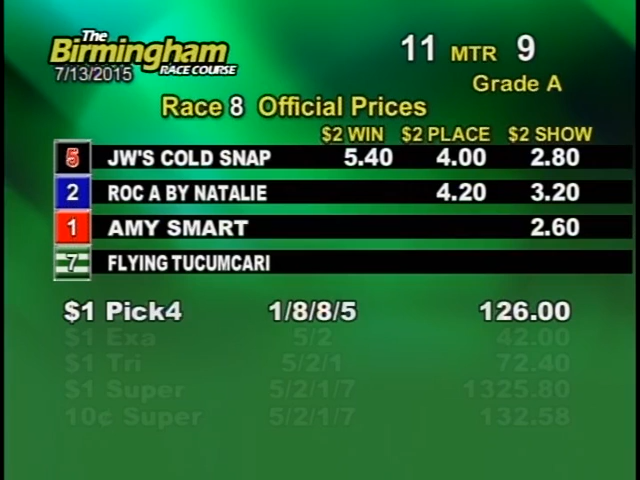 The
Birmingham
RACE COURSE
7/13/2015
11 MTR 9
Grade A
Race 8 Official Prices
$2 WIN $2 PLACE $2 SHOW
5 JW'S COLD SNAP 5.40 4.00 2.80
2 ROC A BY NATALIE 4.20 3.20
1 AMY SMART 2.60
7 FLYING TUCUMCARI
$1 Pick4 1/8/8/5 126.00
$1 Exa 5/2 42.00
$1 Tri 5/2/1 72.40
$1 Super 5/2/1/7 1325.80
10¢ Super 5/2/1/7 132.58